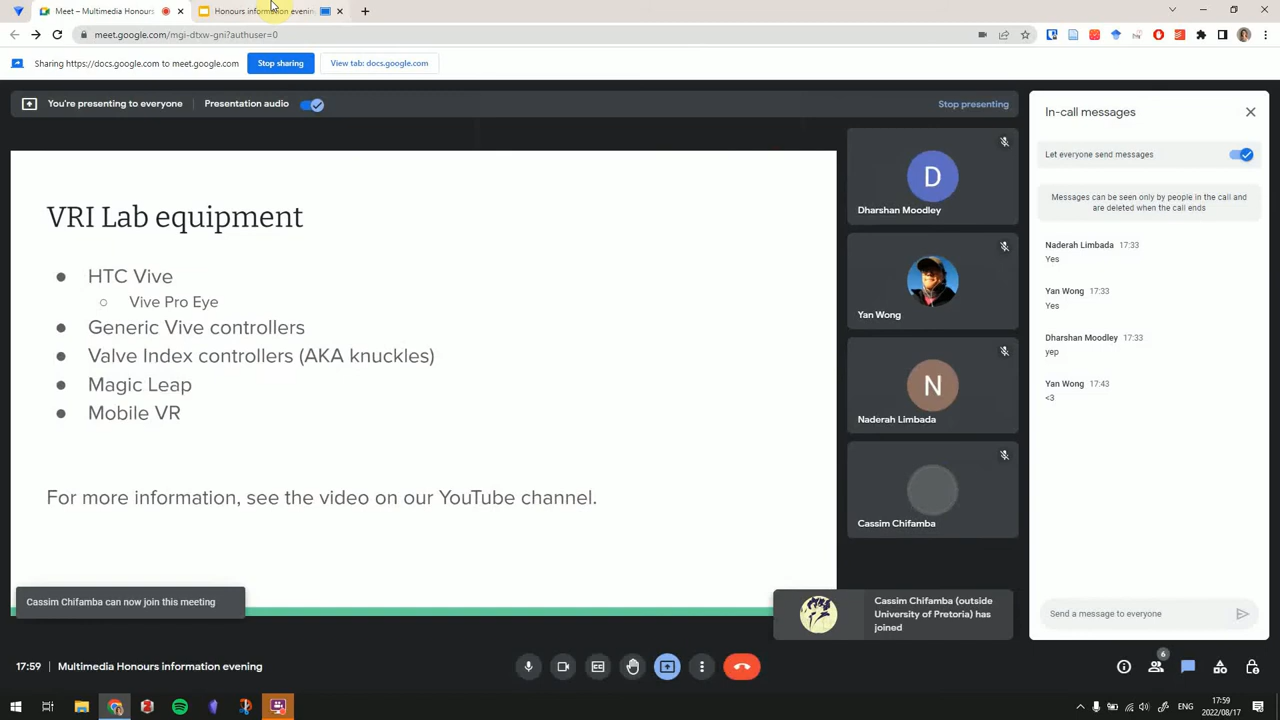 Meet – Multimedia Honours
Honours information evenin
meet.google.com/mgi-dtxw-gni?authuser=0
Sharing https://docs.google.com to meet.google.com
Stop sharing
View tab: docs.google.com
You're presenting to everyone
Presentation audio
Stop presenting
VRI Lab equipment
● HTC Vive
○ Vive Pro Eye
● Generic Vive controllers
● Valve Index controllers (AKA knuckles)
● Magic Leap
● Mobile VR
For more information, see the video on our YouTube channel.
Cassim Chifamba can now join this meeting
D
Dharshan Moodley
Yan Wong
N
Naderah Limbada
Cassim Chifamba
Cassim Chifamba (outside
University of Pretoria) has
joined
In-call messages
Let everyone send messages
Messages can be seen only by people in the call and
are deleted when the call ends
Naderah Limbada 17:33
Yes
Yan Wong 17:33
Yes
Dharshan Moodley 17:33
yep
Yan Wong 17:43
<3
Send a message to everyone
17:59 Multimedia Honours information evening
6
ENG
17:59
2022/08/17